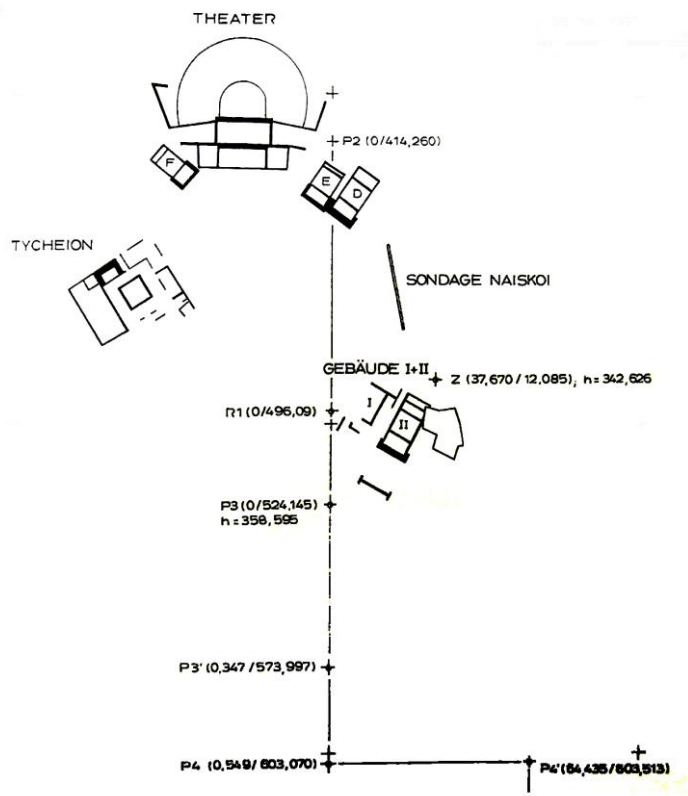 THEATER
P2 (0/414,260)
F
E
D
TYCHEION
SONDAGE NAISKOI
GEBÄUDE I+II
Z (37,670/12,085); h=342,626
R1 (0/496,09)
I
II
P3 (0/524,145)
h=358,595
P3' (0,347/573,997)
P4 (0,549/603,070)
P4' (64,435/603,513)